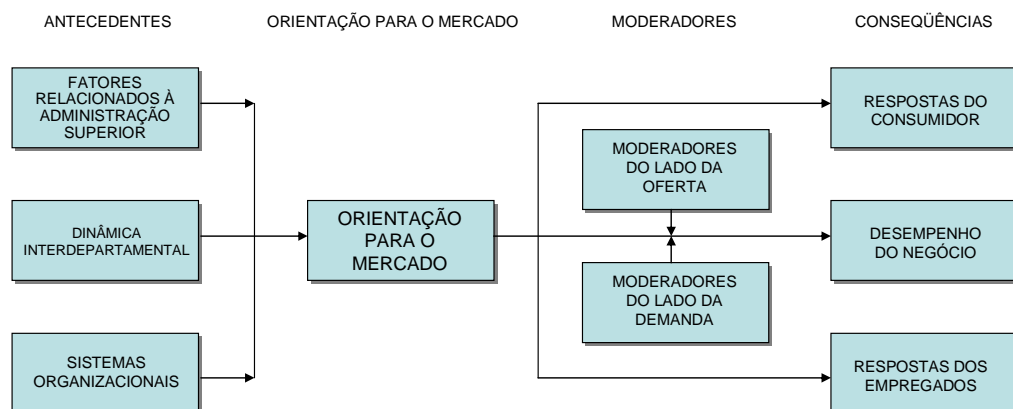 ANTECEDENTES
ORIENTAÇÃO PARA O MERCADO
MODERADORES
CONSEQÜÊNCIAS
FATORES
RELACIONADOS À
ADMINISTRAÇÃO
SUPERIOR
DINÂMICA
INTERDEPARTAMENTAL
SISTEMAS
ORGANIZACIONAIS
ORIENTAÇÃO
PARA O
MERCADO
MODERADORES
DO LADO DA
OFERTA
MODERADORES
DO LADO DA
DEMANDA
RESPOSTAS DO
CONSUMIDOR
DESEMPENHO
DO NEGÓCIO
RESPOSTAS DOS
EMPREGADOS